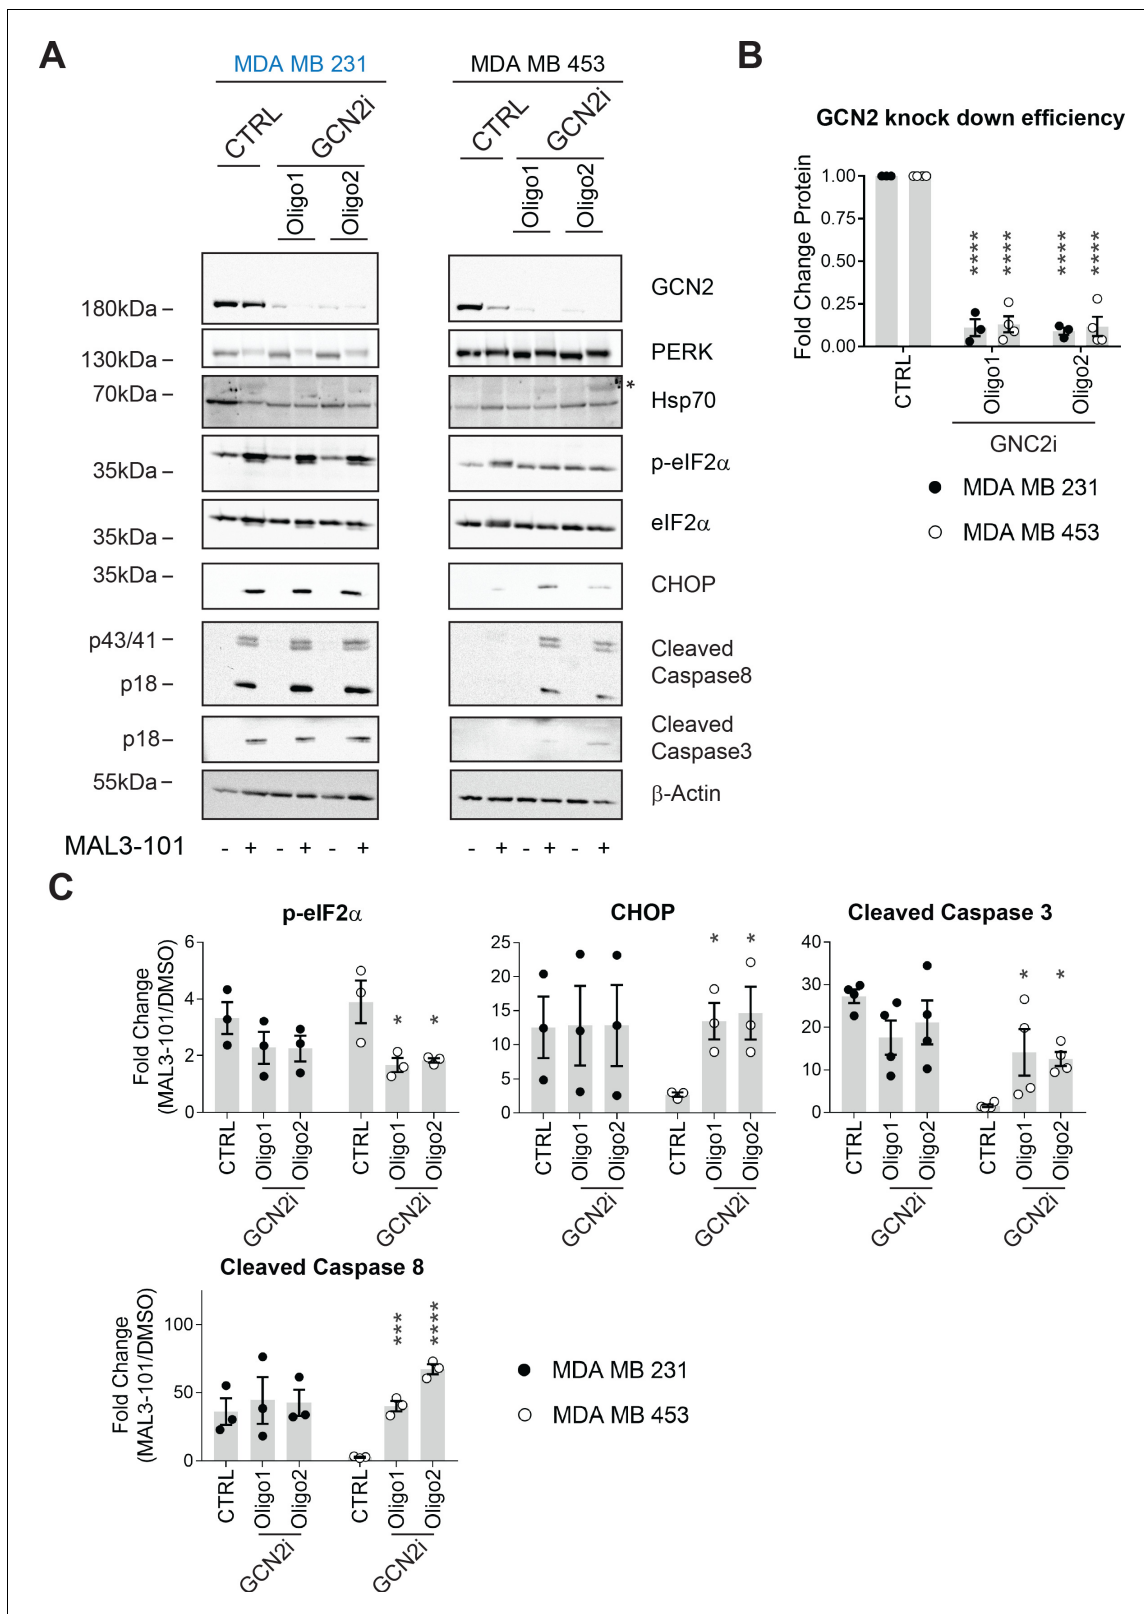 A
MDA MB 231
MDA MB 453
CTRL
GCN2i
CTRL
GCN2i
Oligo1
Oligo2
Oligo1
Oligo2
180kDa
GCN2
130kDa
PERK
70kDa
*
Hsp70
35kDa
p-eIF2α
35kDa
eIF2α
35kDa
CHOP
p43/41
p18
Cleaved
Caspase8
p18
Cleaved
Caspase3
55kDa
β-Actin
MAL3-101
- + - + - +
- + - + - +
B
GCN2 knock down efficiency
Fold Change Protein
1.00
0.75
0.50
0.25
0.00
****
****
****
****
CTRL
Oligo1
Oligo2
GNC2i
MDA MB 231
MDA MB 453
C
p-eIF2α
Fold Change
(MAL3-101/DMSO)
6
4
2
0
*
*
CTRL
Oligo1
Oligo2
CTRL
Oligo1
Oligo2
GCN2i
GCN2i
CHOP
25
20
15
10
5
0
*
*
CTRL
Oligo1
Oligo2
CTRL
Oligo1
Oligo2
GCN2i
GCN2i
Cleaved Caspase 3
40
30
20
10
0
*
*
CTRL
Oligo1
Oligo2
CTRL
Oligo1
Oligo2
GCN2i
GCN2i
Cleaved Caspase 8
Fold Change
(MAL3-101/DMSO)
100
50
0
***
****
CTRL
Oligo1
Oligo2
CTRL
Oligo1
Oligo2
GCN2i
GCN2i
MDA MB 231
MDA MB 453